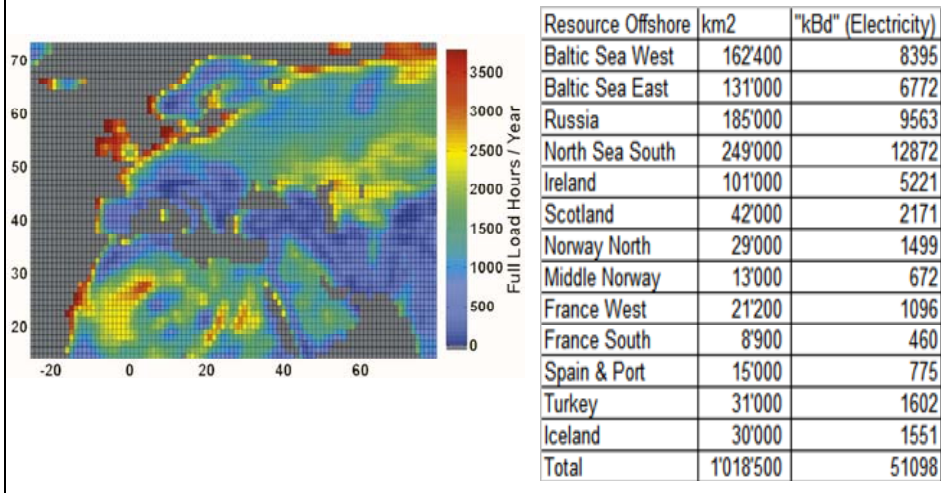 70
60
50
40
30
20
-20 0 20 40 60
3500
3000
2500
2000
1500
1000
500
0
Full Load Hours / Year
Resource Offshore km2 "kBd" (Electricity)
Baltic Sea West 162'400 8395
Baltic Sea East 131'000 6772
Russia 185'000 9563
North Sea South 249'000 12872
Ireland 101'000 5221
Scotland 42'000 2171
Norway North 29'000 1499
Middle Norway 13'000 672
France West 21'200 1096
France South 8'900 460
Spain & Port 15'000 775
Turkey 31'000 1602
Iceland 30'000 1551
Total 1'018'500 51098